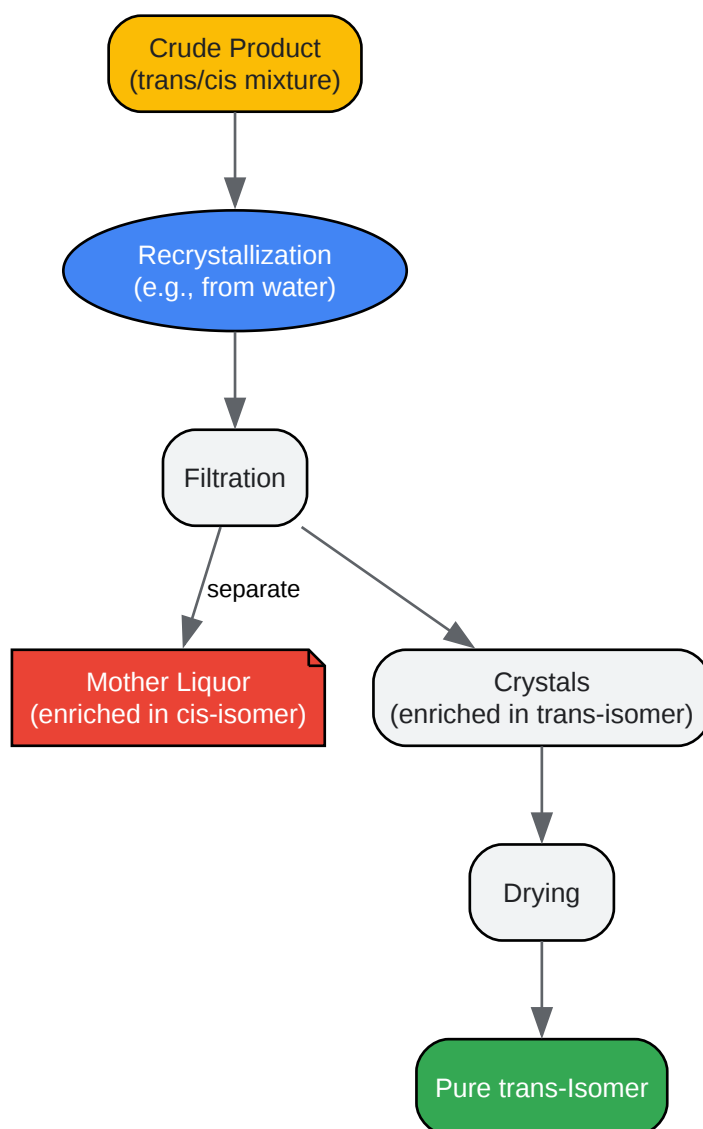 Crude Product
(trans/cis mixture)
Recrystallization
(e.g., from water)
Filtration
separate
Mother Liquor
(enriched in cis-isomer)
Crystals
(enriched in trans-isomer)
Drying
Pure trans-Isomer